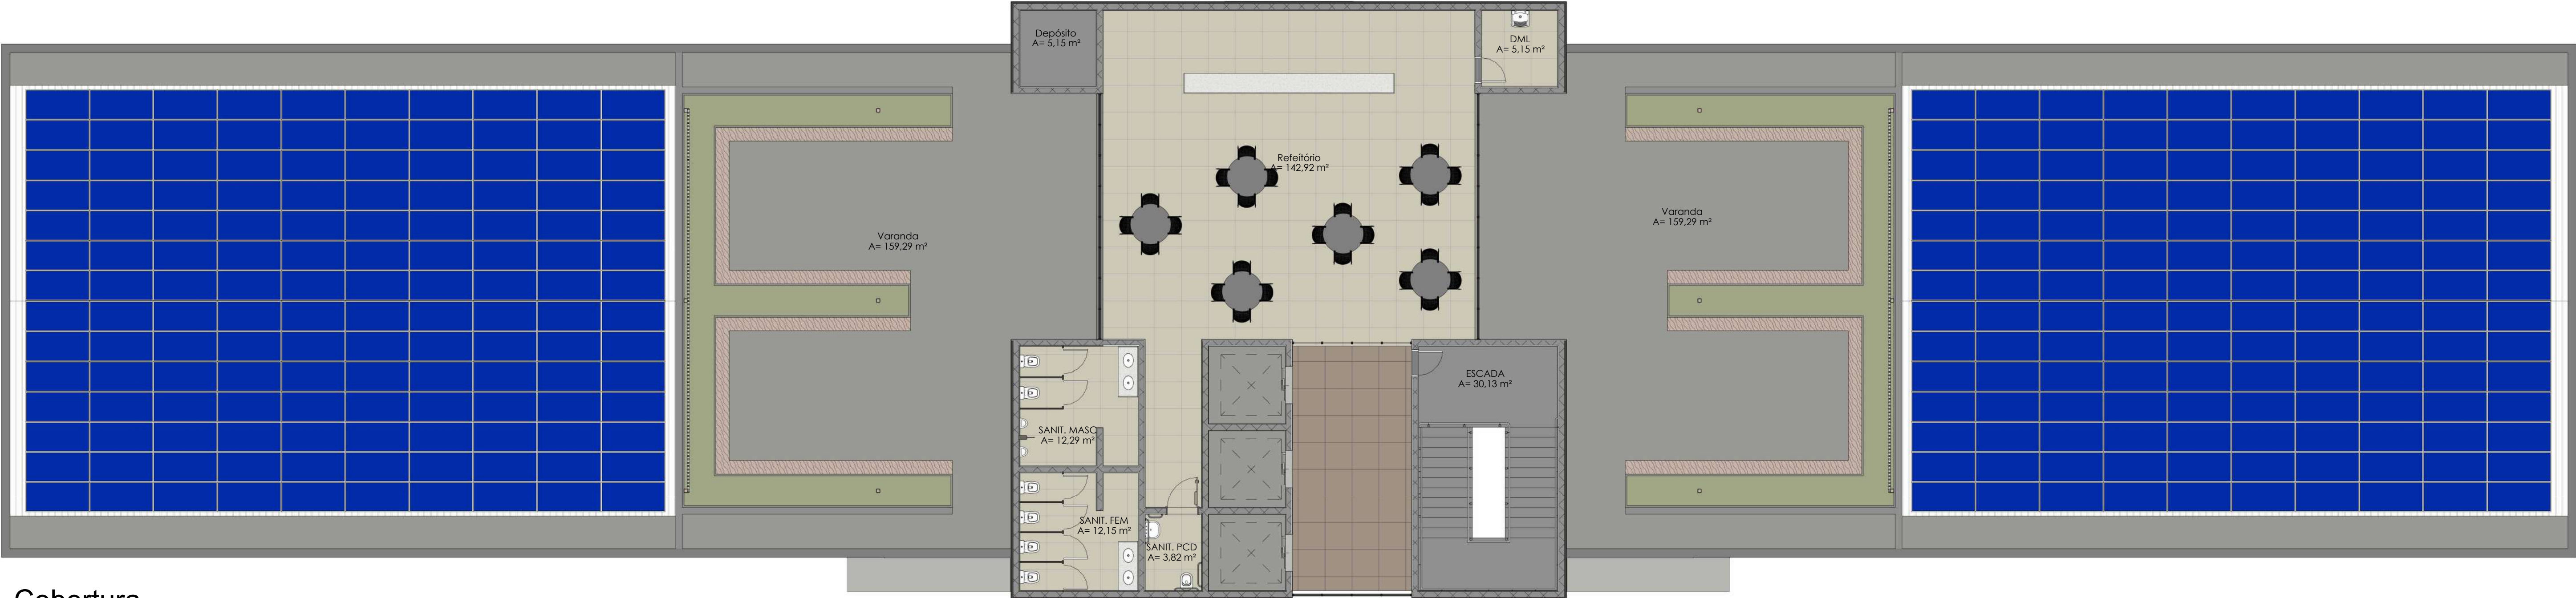 Depósito
A= 5,15 m²
DML
A= 5,15 m²
Refeitório
A= 142,92 m²
Varanda
A= 159,29 m²
Varanda
A= 159,29 m²
ESCADA
A= 30,13 m²
SANIT. MASC
A= 12,29 m²
SANIT. FEM
A= 12,15 m²
SANIT. PCD
A= 3,82 m²
Cobertura